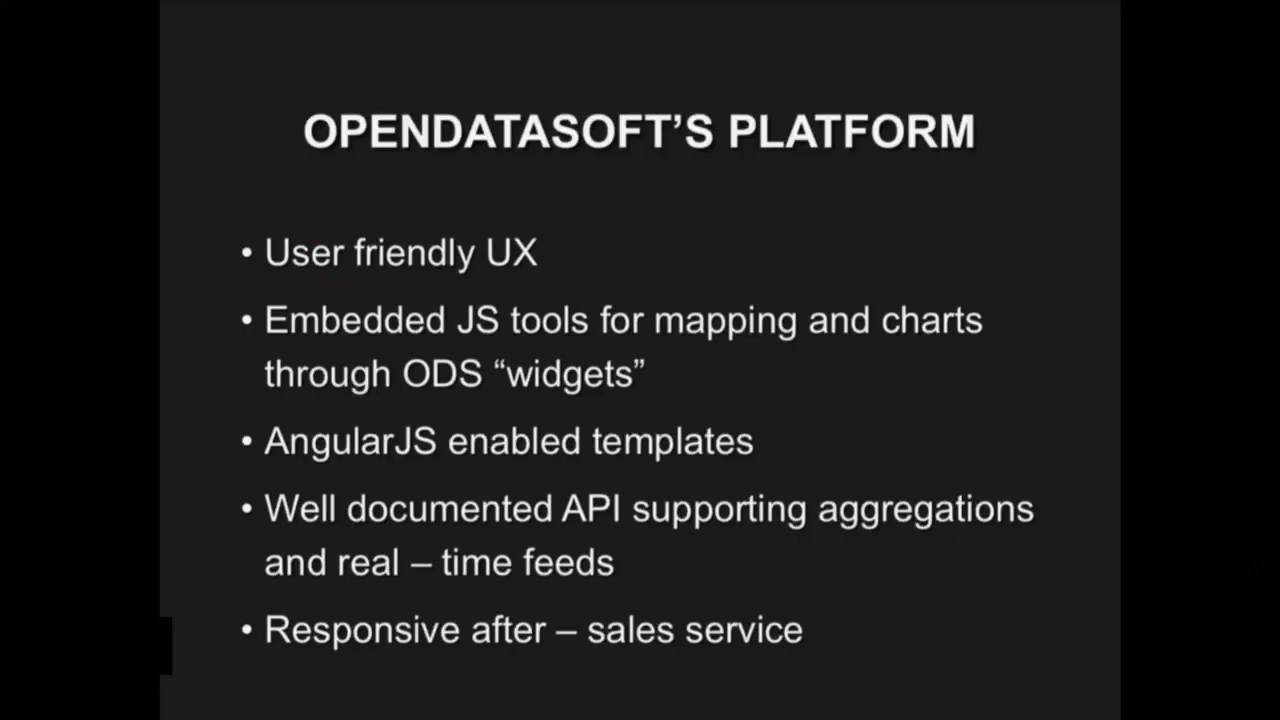 OPENDATASOFT’S PLATFORM
• User friendly UX
• Embedded JS tools for mapping and charts
through ODS “widgets”
• AngularJS enabled templates
• Well documented API supporting aggregations
and real – time feeds
• Responsive after – sales service